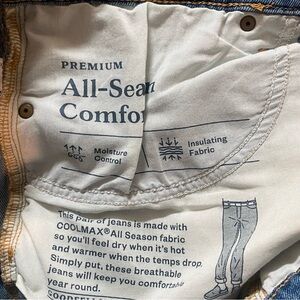 PREMIUM
All-Sea
Comfo
Moisture
Control
Insulating
Fabric
This pair of jeans is made with
COOLMAX® All Season fabric
so you'll feel dry when it's hot
and warmer when the temps drop.
Simply put, these breathable
jeans will keep you comfortable
year round.